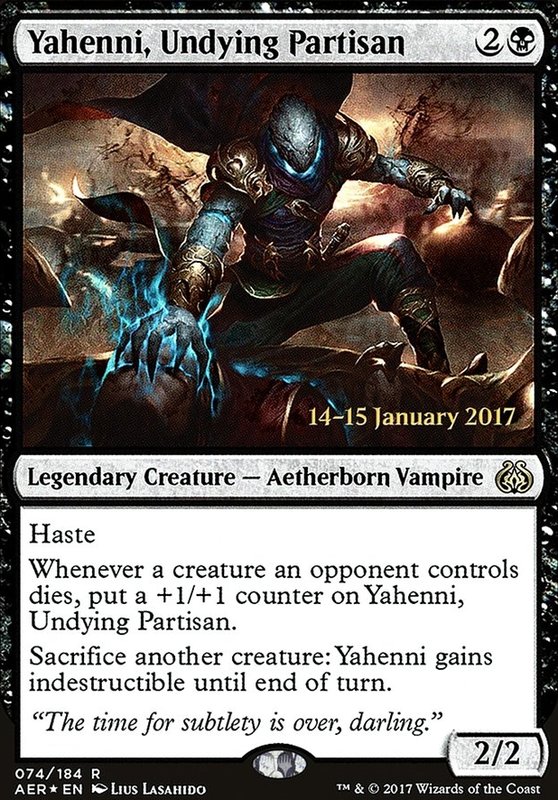 Yahenni, Undying Partisan 2
14–15 January 2017
Legendary Creature — Aetherborn Vampire
Haste
Whenever a creature an opponent controls
dies, put a +1/+1 counter on Yahenni,
Undying Partisan.
Sacrifice another creature: Yahenni gains
indestructible until end of turn.
“The time for subtlety is over, darling.”
2/2
074/184 R
AER★EN Lius Lasahido
™ & © 2017 Wizards of the Coast